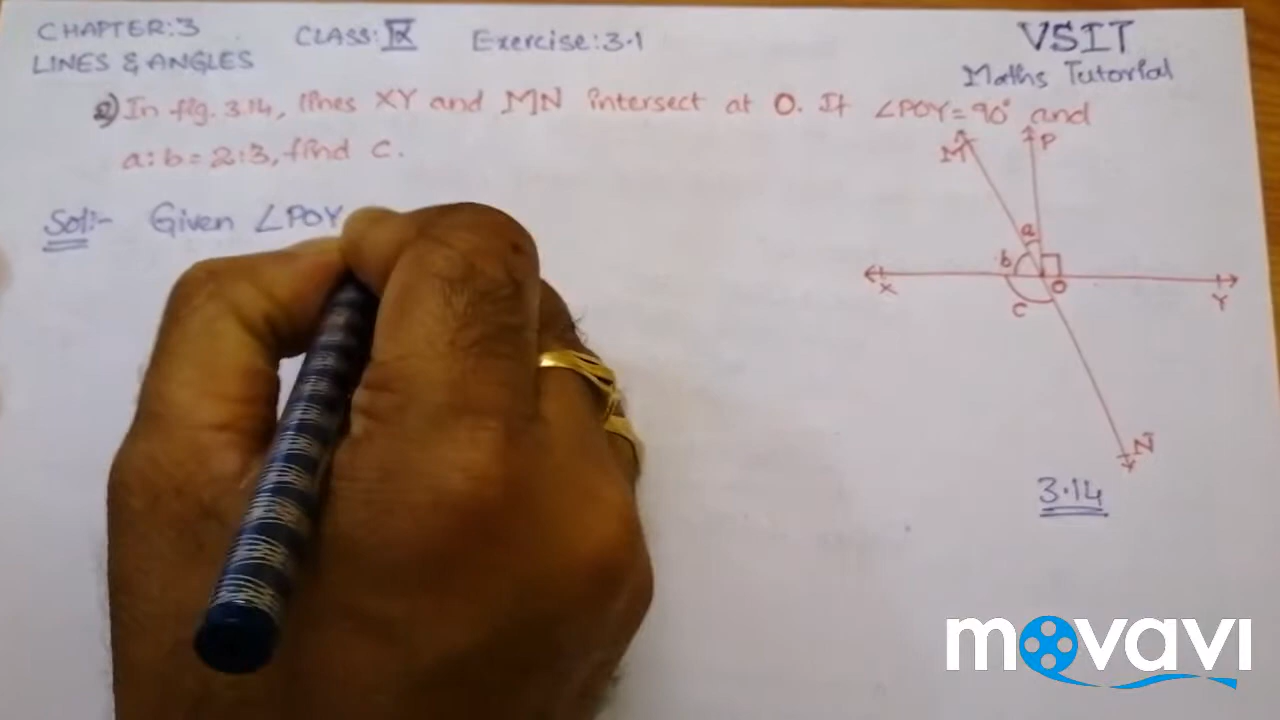 CHAPTER:3
LINES & ANGLES
CLASS: IX
Exercise: 3.1
VSIT
Maths Tutorial
2) In fig. 3.14, lines XY and MN intersect at O. If ∠POY = 90° and
a:b = 2:3, find c.
Sol:- Given ∠POY
M
P
a
b
X
O
Y
c
N
3.14
movavi